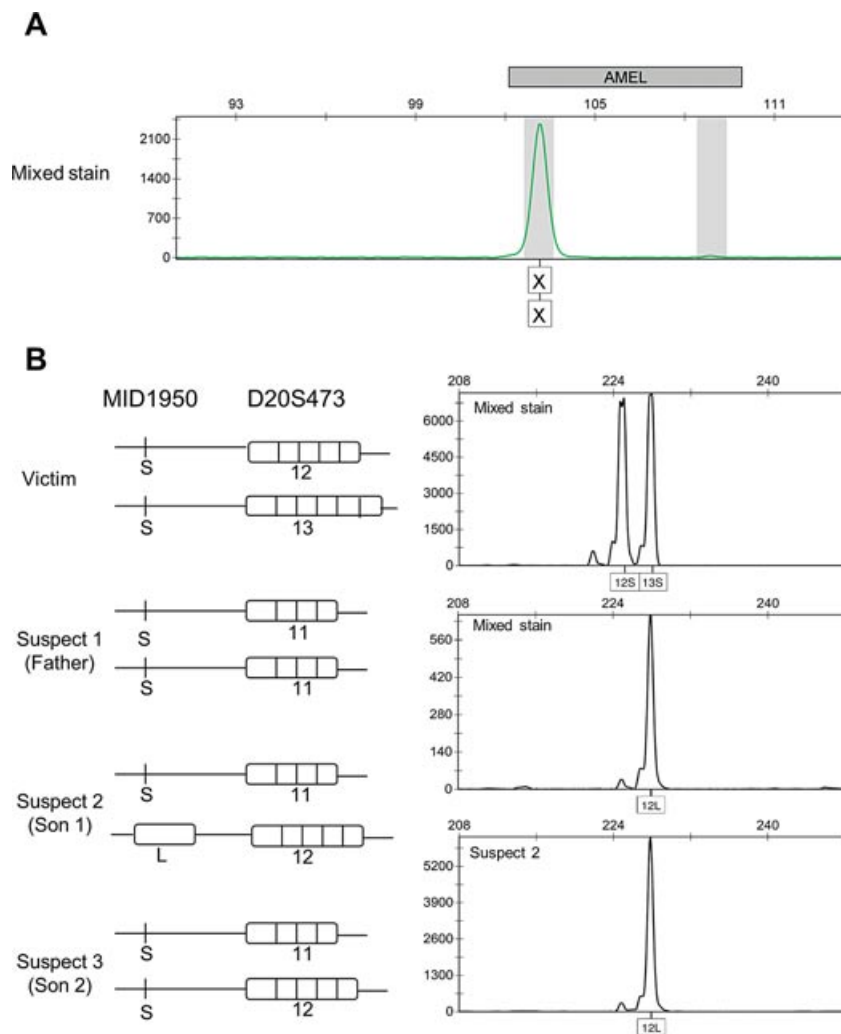 A
AMEL
93 99 105 111
Mixed stain
2100
1400
700
0
X
X
B
MID1950 D20S473
Victim
S 12
S 13
Suspect 1
(Father)
S 11
S 11
Suspect 2
(Son 1)
S 11
L 12
Suspect 3
(Son 2)
S 11
S 12
208 224 240
Mixed stain
6000
4500
3000
1500
0
12S 13S
208 224 240
Mixed stain
560
420
280
140
0
12L
208 224 240
Suspect 2
5200
3900
2600
1300
0
12L